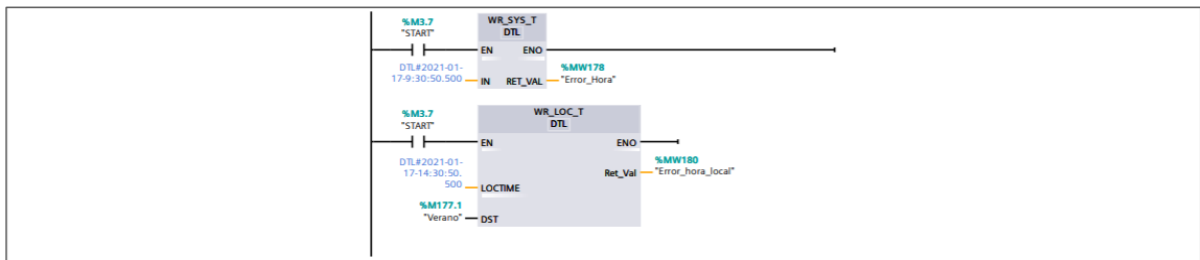 %M3.7
"START"
WR_SYS_T
DTL
EN
ENO
DTL#2021-01-
17-9:30:50.500
IN
RET_VAL
%MW178
"Error_Hora"
%M3.7
"START"
WR_LOC_T
DTL
EN
ENO
DTL#2021-01-
17-14:30:50.
500
LOCTIME
Ret_Val
%MW180
"Error_hora_local"
%M177.1
"Verano"
DST